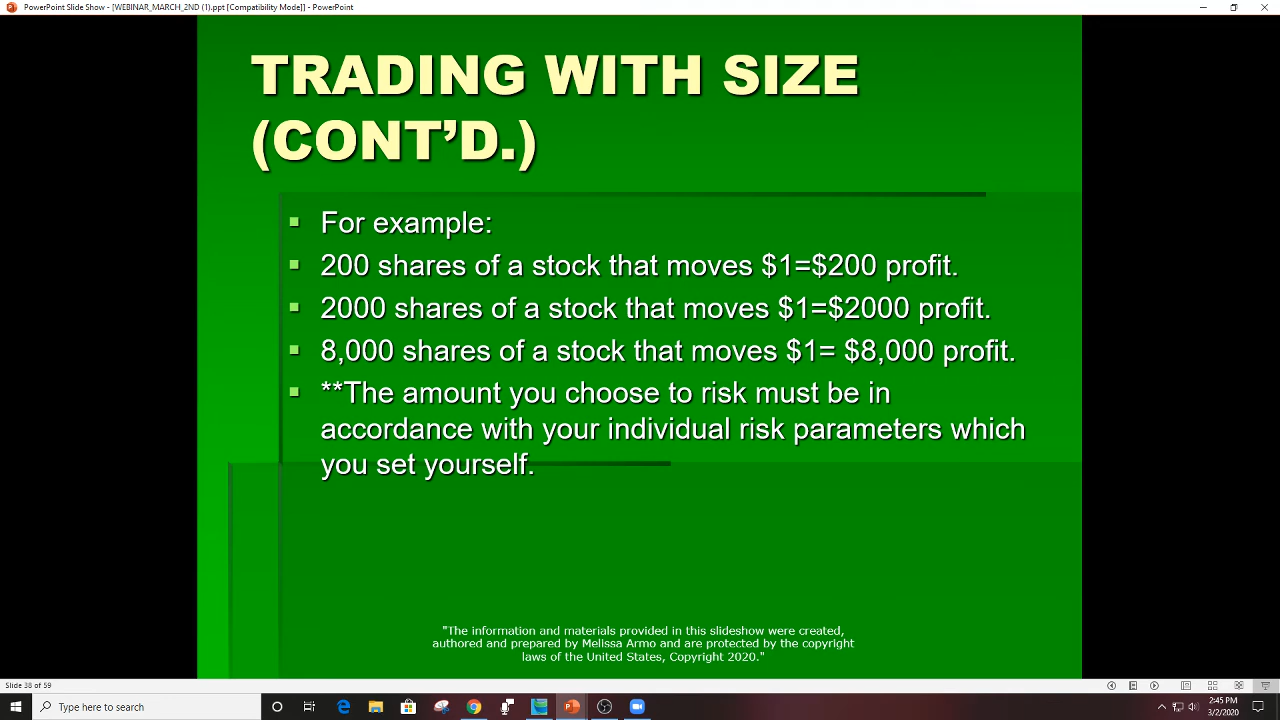 PowerPoint Slide Show - [WEBINAR_MARCH_2ND (1).ppt [Compatibility Mode]] - PowerPoint
TRADING WITH SIZE
(CONT’D.)
For example:
200 shares of a stock that moves $1=$200 profit.
2000 shares of a stock that moves $1=$2000 profit.
8,000 shares of a stock that moves $1= $8,000 profit.
**The amount you choose to risk must be in
accordance with your individual risk parameters which
you set yourself.
"The information and materials provided in this slideshow were created,
authored and prepared by Melissa Armo and are protected by the copyright
laws of the United States, Copyright 2020."
Slide 38 of 59
Type here to search
2:45 PM
3/2/2020